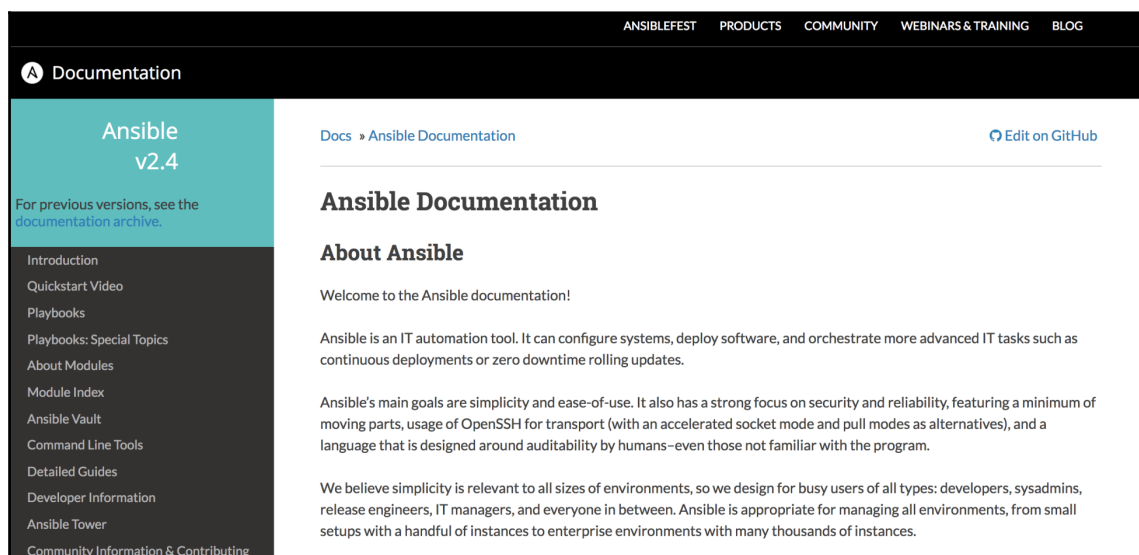 ANSIBLEFEST PRODUCTS COMMUNITY WEBINARS & TRAINING BLOG
A Documentation
Ansible
v2.4
For previous versions, see the
documentation archive.
Introduction
Quickstart Video
Playbooks
Playbooks: Special Topics
About Modules
Module Index
Ansible Vault
Command Line Tools
Detailed Guides
Developer Information
Ansible Tower
Community Information & Contributing
Docs » Ansible Documentation
Edit on GitHub
Ansible Documentation
About Ansible
Welcome to the Ansible documentation!
Ansible is an IT automation tool. It can configure systems, deploy software, and orchestrate more advanced IT tasks such as
continuous deployments or zero downtime rolling updates.
Ansible's main goals are simplicity and ease-of-use. It also has a strong focus on security and reliability, featuring a minimum of
moving parts, usage of OpenSSH for transport (with an accelerated socket mode and pull modes as alternatives), and a
language that is designed around auditability by humans–even those not familiar with the program.
We believe simplicity is relevant to all sizes of environments, so we design for busy users of all types: developers, sysadmins,
release engineers, IT managers, and everyone in between. Ansible is appropriate for managing all environments, from small
setups with a handful of instances to enterprise environments with many thousands of instances.